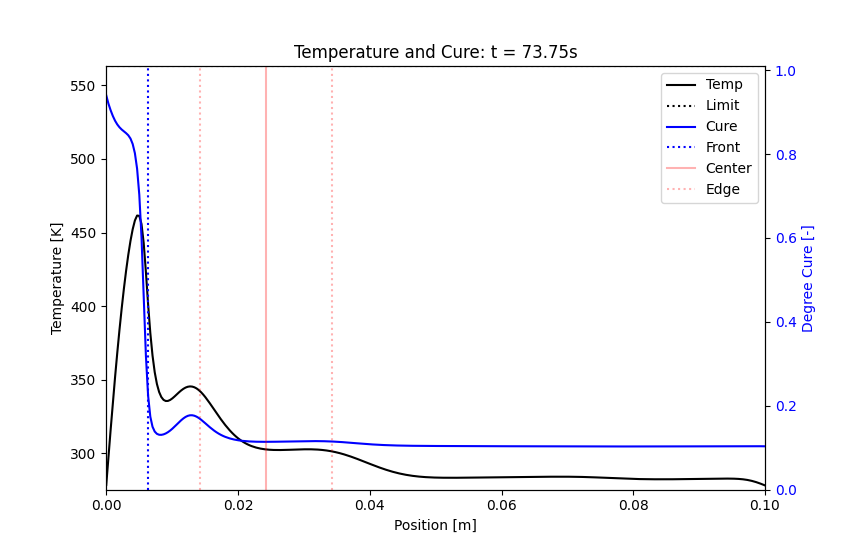 Temperature and Cure: t = 73.75s
Temp
Limit
Cure
Front
Center
Edge
550
500
450
400
350
300
Temperature [K]
1.0
0.8
0.6
0.4
0.2
0.0
Degree Cure [-]
0.00 0.02 0.04 0.06 0.08 0.10
Position [m]